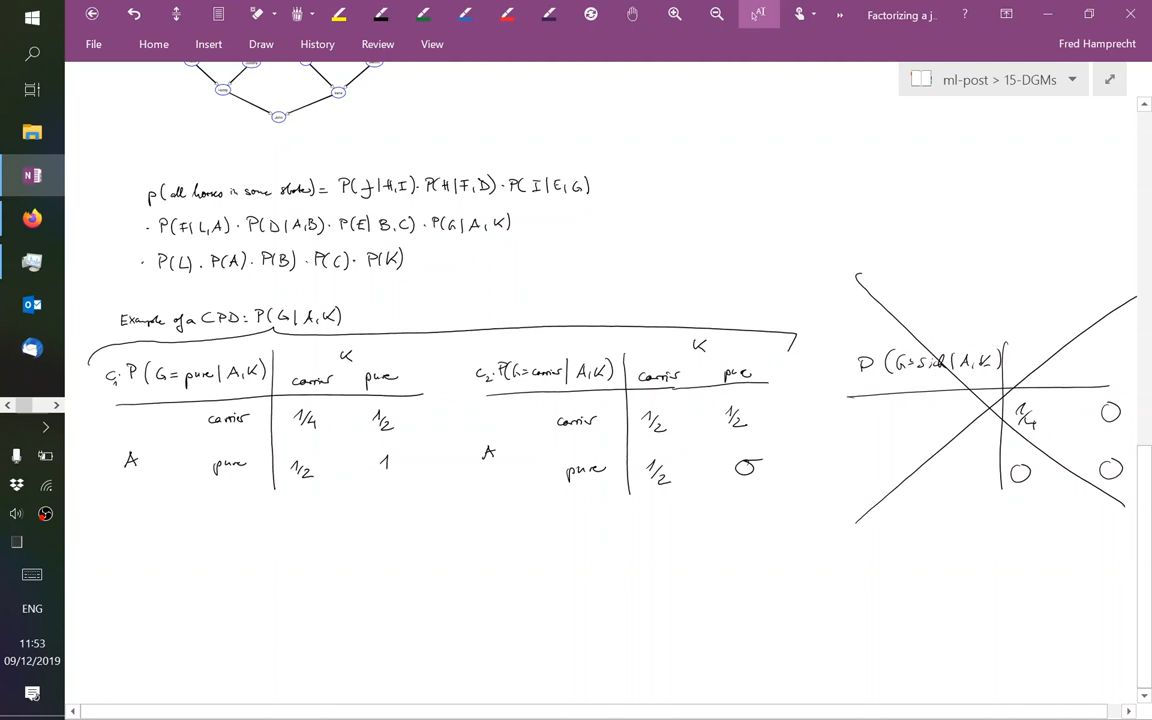 Factorizing a j...
?
File
Home
Insert
Draw
History
Review
View
Fred Hamprecht
ml-post > 15-DGMs
p(all horses in some states) = P(J|H,I) · P(H|F,D) · P(I|E,G)
· P(F|L,A) · P(D|A,B) · P(E|B,C) · P(G|A,K)
· P(L) · P(A) · P(B) · P(C) · P(K)
Example of a CPD: P(G|A,K)
K
c₁·P(G=pure|A,K)
carrier pure
carrier 1/4 1/2
A pure 1/2 1
K
c₂·P(G=carrier|A,K)
carrier pure
carrier 1/2 1/2
A pure 1/2 0
P(G=sick|A,K)
1/4 0
0 0
ENG
11:53
09/12/2019